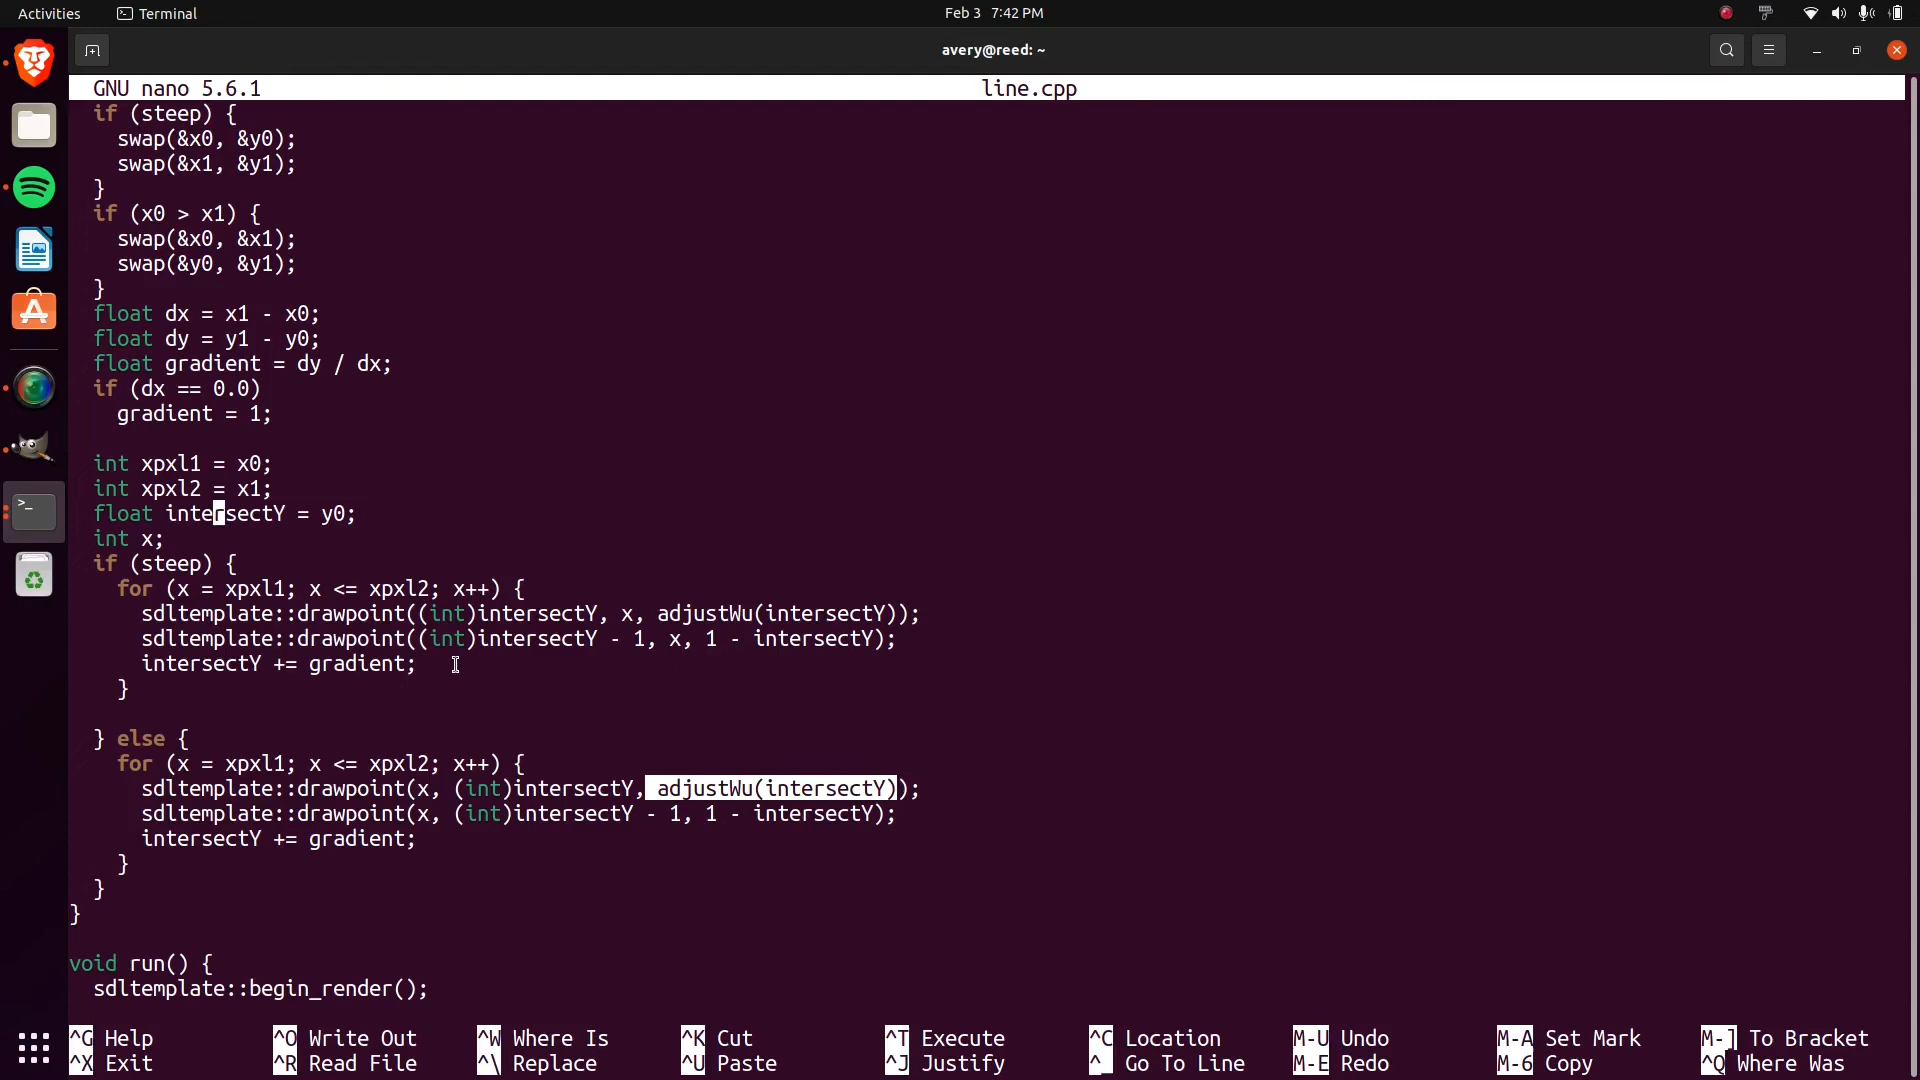 Activities Terminal Feb 3 7:42 PM
avery@reed: ~
GNU nano 5.6.1 line.cpp
if (steep) {
swap(&x0, &y0);
swap(&x1, &y1);
}
if (x0 > x1) {
swap(&x0, &x1);
swap(&y0, &y1);
}
float dx = x1 - x0;
float dy = y1 - y0;
float gradient = dy / dx;
if (dx == 0.0)
gradient = 1;
int xpxl1 = x0;
int xpxl2 = x1;
float intersectY = y0;
int x;
if (steep) {
for (x = xpxl1; x <= xpxl2; x++) {
sdltemplate::drawpoint((int)intersectY, x, adjustWu(intersectY));
sdltemplate::drawpoint((int)intersectY - 1, x, 1 - intersectY);
intersectY += gradient;
}
} else {
for (x = xpxl1; x <= xpxl2; x++) {
sdltemplate::drawpoint(x, (int)intersectY, adjustWu(intersectY));
sdltemplate::drawpoint(x, (int)intersectY - 1, 1 - intersectY);
intersectY += gradient;
}
}
}
void run() {
sdltemplate::begin_render();
^G Help ^O Write Out ^W Where Is ^K Cut ^T Execute ^C Location M-U Undo M-A Set Mark M-] To Bracket
^X Exit ^R Read File ^\ Replace ^U Paste ^J Justify ^_ Go To Line M-E Redo M-6 Copy ^Q Where Was